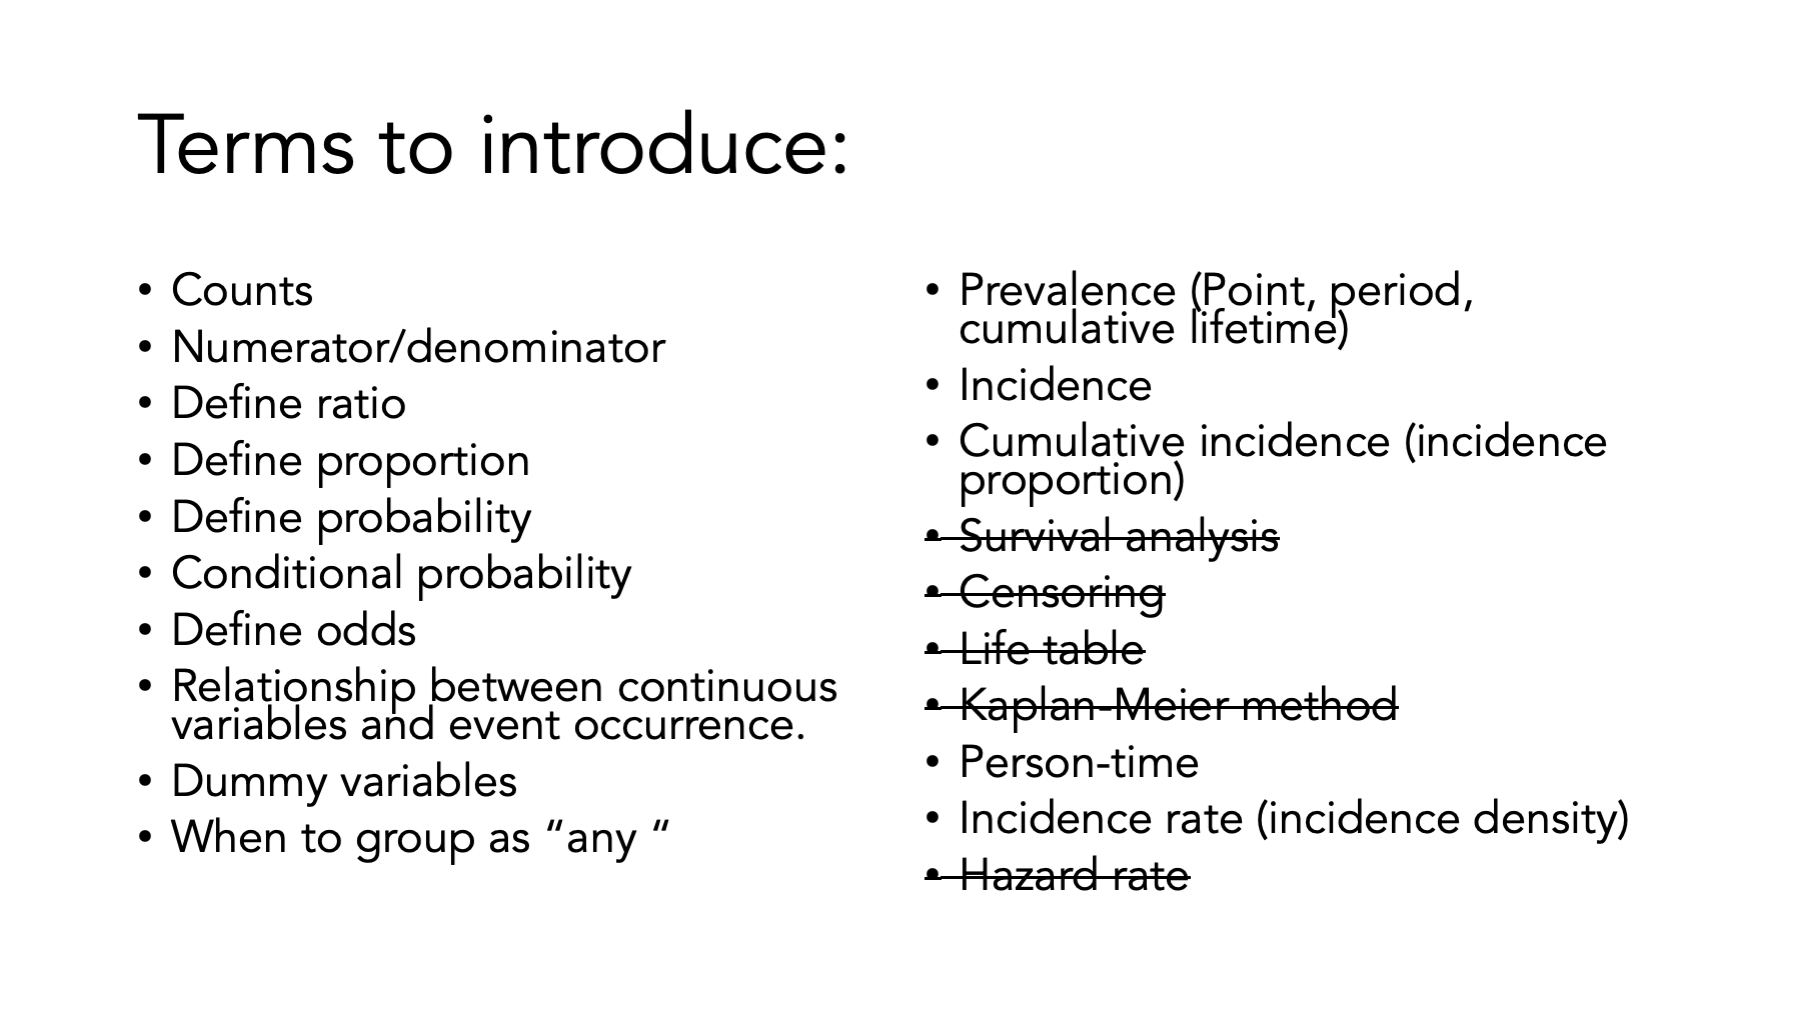 Terms to introduce:
• Counts
• Numerator/denominator
• Define ratio
• Define proportion
• Define probability
• Conditional probability
• Define odds
• Relationship between continuous
variables and event occurrence.
• Dummy variables
• When to group as “any “
• Prevalence (Point, period,
cumulative lifetime)
• Incidence
• Cumulative incidence (incidence
proportion)
• Survival analysis
• Censoring
• Life table
• Kaplan-Meier method
• Person-time
• Incidence rate (incidence density)
• Hazard rate